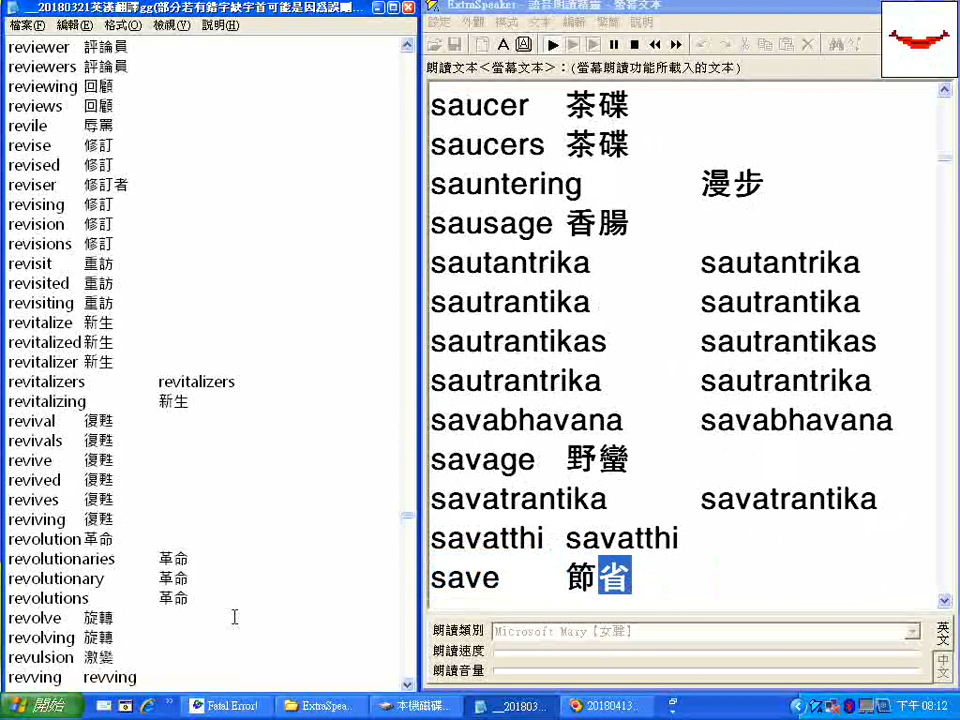 __20180321英漢翻譯gg(部分若有錯字缺字首可能是因為誤刪...
檔案(F) 編輯(E) 格式(O) 檢視(V) 說明(H)
reviewer 評論員
reviewers 評論員
reviewing 回顧
reviews 回顧
revile 辱罵
revise 修訂
revised 修訂
reviser 修訂者
revising 修訂
revision 修訂
revisions 修訂
revisit 重訪
revisited 重訪
revisiting 重訪
revitalize 新生
revitalized 新生
revitalizer 新生
revitalizers revitalizers
revitalizing 新生
revival 復甦
revivals 復甦
revive 復甦
revived 復甦
revives 復甦
reviving 復甦
revolution 革命
revolutionaries 革命
revolutionary 革命
revolutions 革命
revolve 旋轉
revolving 旋轉
revulsion 激變
revving revving
ExtraSpeaker - 語音朗讀精靈 - 螢幕文本
設定 外觀 模式 文本 編輯 繁簡 說明
朗讀文本<螢幕文本>：(螢幕朗讀功能所載入的文本)
saucer 茶碟
saucers 茶碟
sauntering 漫步
sausage 香腸
sautantrika sautantrika
sautrantika sautrantika
sautrantikas sautrantikas
sautrantrika sautrantrika
savabhavana savabhavana
savage 野蠻
savatrantika savatrantika
savatthi savatthi
save 節省
朗讀類別 Microsoft Mary【女聲】
朗讀速度
朗讀音量
英文
中文
開始 Fatal Error! ExtraSpea... 本機磁碟... __201803... 20180413... 下午 08:12